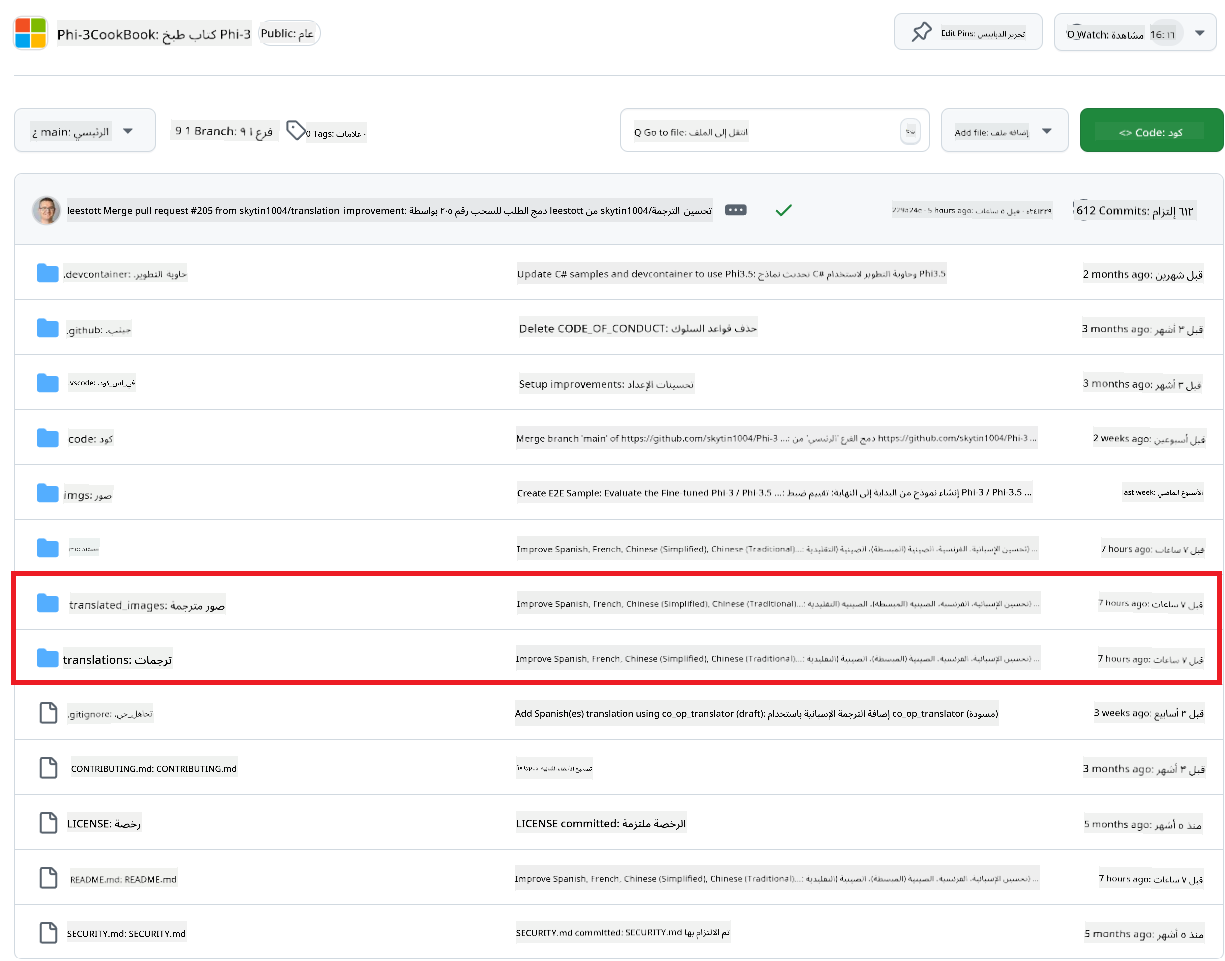 Phi-3CookBook: كتاب طبخ Phi-3
Public: عام
Edit Pins: تحرير الدبابيس
Watch: مشاهدة
16: ١٦
main: الرئيسي
9 1 Branch: فرع ١ ٩
0 Tags: علامات ٠
Q Go to file: انتقل إلى الملف
Add file: إضافة ملف
<> Code: كود
leestott Merge pull request #205 from skytin1004/translation_improvement: دمج الطلب للسحب رقم ٢٠٥ بواسطة leestott من skytin1004/تحسين_الترجمة
5 hours ago: قبل ٥ ساعات
612 Commits: ٦١٢ إلتزام
.devcontainer: حاوية التطوير.
Update C# samples and devcontainer to use Phi3.5: تحديث نماذج C# وحاوية التطوير لاستخدام Phi3.5
2 months ago: قبل شهرين
.github:
Delete CODE_OF_CONDUCT: حذف قواعد السلوك
3 months ago: قبل ٣ أشهر
vscode:
Setup improvements: تحسينات الإعداد
3 months ago: قبل ٣ أشهر
code: كود
Merge branch 'main' of https://github.com/skytin1004/Phi-3 ...: دمج الفرع 'الرئيسي' من https://github.com/skytin1004/Phi-3 ...
2 weeks ago: قبل أسبوعين
imgs: صور
Create E2E Sample: Evaluate the Fine-tuned Phi-3 / Phi-3.5 ...: إنشاء نموذج من البداية إلى النهاية: تقييم ضبط Phi-3 / Phi-3.5 ...
ast week: الأسبوع الماضي
Improve Spanish, French, Chinese (Simplified), Chinese (Traditional)...: تحسين الإسبانية، الفرنسية، الصينية (المبسطة)، الصينية (التقليدية) ...
7 hours ago: قبل ٧ ساعات
translated_images: صور مترجمة
Improve Spanish, French, Chinese (Simplified), Chinese (Traditional)...: تحسين الإسبانية، الفرنسية، الصينية (المبسطة)، الصينية (التقليدية) ...
7 hours ago: قبل ٧ ساعات
translations: ترجمات
Improve Spanish, French, Chinese (Simplified), Chinese (Traditional)...: تحسين الإسبانية، الفرنسية، الصينية (المبسطة)، الصينية (التقليدية) ...
7 hours ago: قبل ٧ ساعات
.gitignore:
Add Spanish(es) translation using co_op_translator (draft): إضافة الترجمة الإسبانية باستخدام co_op_translator (مسودة)
3 weeks ago: قبل ٣ أسابيع
CONTRIBUTING.md: CONTRIBUTING.md
3 months ago: قبل ٣ أشهر
LICENSE: رخصة
LICENSE committed: الرخصة ملتزمة
5 months ago: منذ ٥ أشهر
README.md: README.md
Improve Spanish, French, Chinese (Simplified), Chinese (Traditional)...: تحسين الإسبانية، الفرنسية، الصينية (المبسطة)، الصينية (التقليدية) ...
7 hours ago: قبل ٧ ساعات
SECURITY.md: SECURITY.md
SECURITY.md committed: SECURITY.md تم الالتزام بها
5 months ago: منذ ٥ أشهر